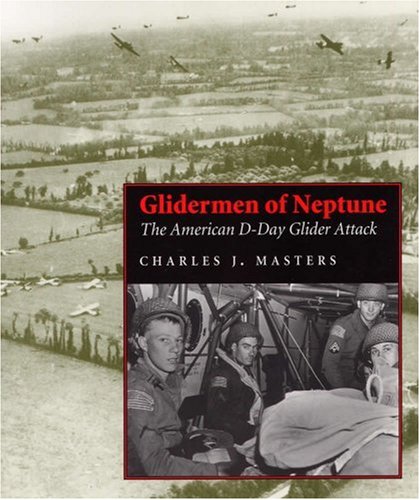 Glidermen of Neptune
The American D-Day Glider Attack
CHARLES J. MASTERS